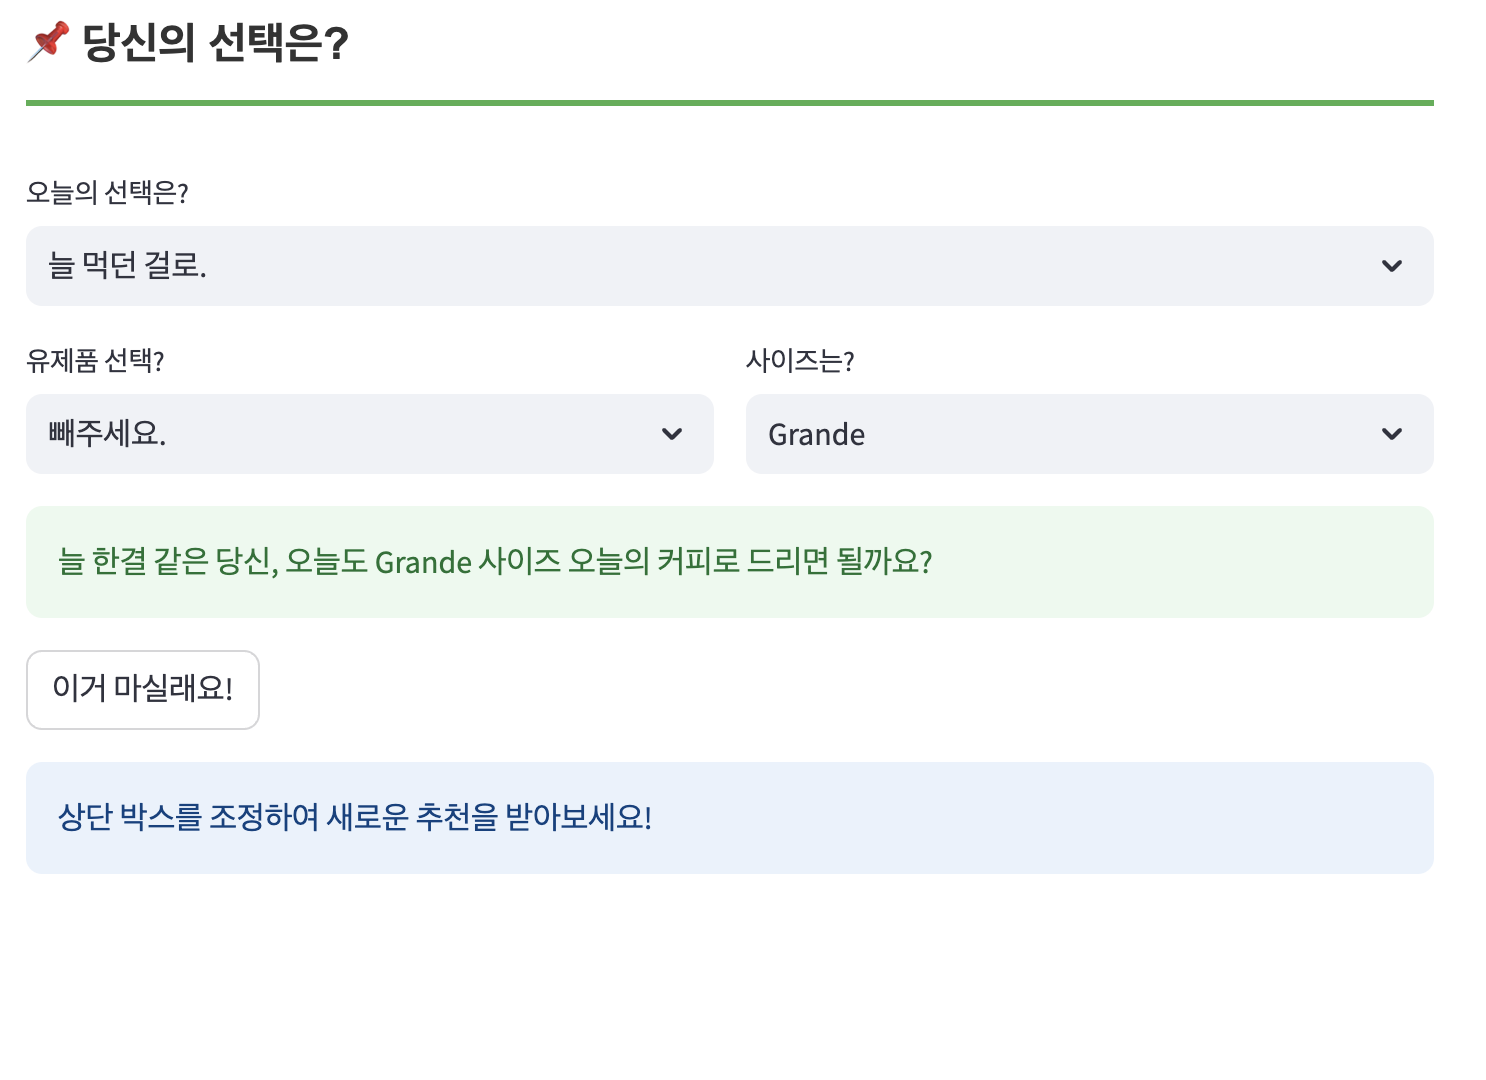 📌 당신의 선택은?
오늘의 선택은?
늘 먹던 걸로.
유제품 선택?
빼주세요.
사이즈는?
Grande
늘 한결 같은 당신, 오늘도 Grande 사이즈 오늘의 커피로 드리면 될까요?
이거 마실래요!
상단 박스를 조정하여 새로운 추천을 받아보세요!